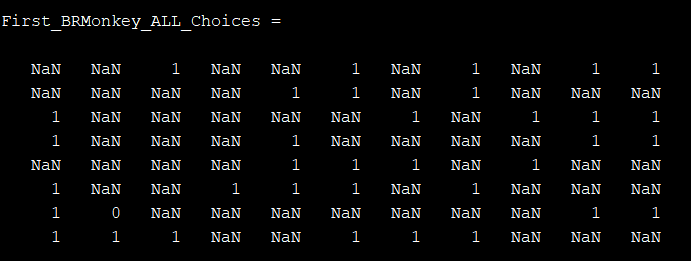 First_BRMonkey_ALL_Choices =
NaN NaN 1 NaN NaN 1 NaN 1 NaN 1 1
NaN NaN NaN NaN 1 1 NaN 1 NaN NaN NaN
1 NaN NaN NaN NaN NaN 1 NaN 1 1 1
1 NaN NaN NaN 1 NaN NaN NaN NaN 1 1
NaN NaN NaN NaN 1 1 1 NaN 1 NaN NaN
1 NaN NaN 1 1 1 NaN 1 NaN NaN NaN
1 0 NaN NaN NaN NaN NaN NaN NaN 1 1
1 1 1 NaN NaN 1 1 1 NaN NaN NaN